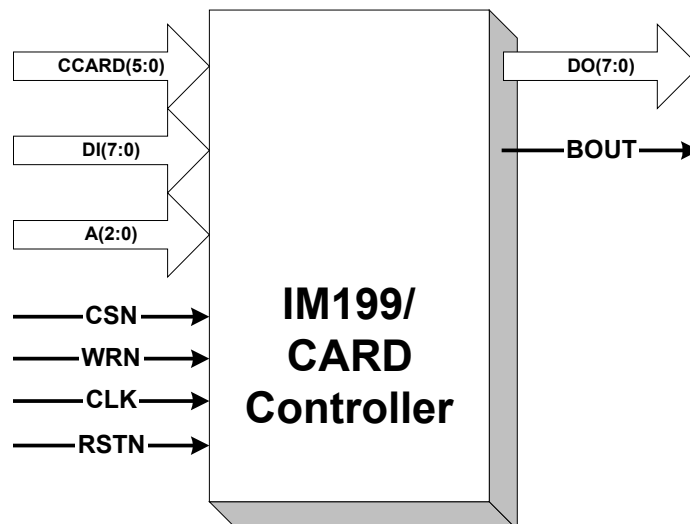 CCARD(5:0)
DO(7:0)
DI(7:0)
BOUT
A(2:0)
CSN
WRN
CLK
RSTN
IM199/
CARD
Controller